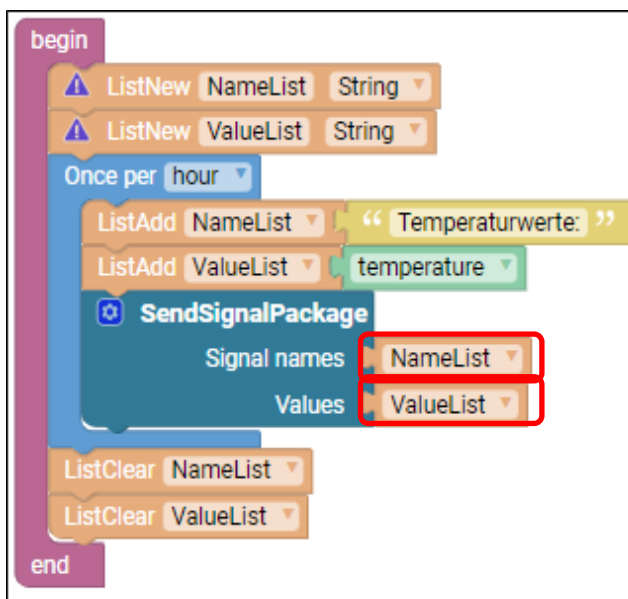 begin
ListNew NameList String
ListNew ValueList String
Once per hour
ListAdd NameList “ Temperaturwerte: ”
ListAdd ValueList temperature
SendSignalPackage
Signal names NameList
Values ValueList
ListClear NameList
ListClear ValueList
end